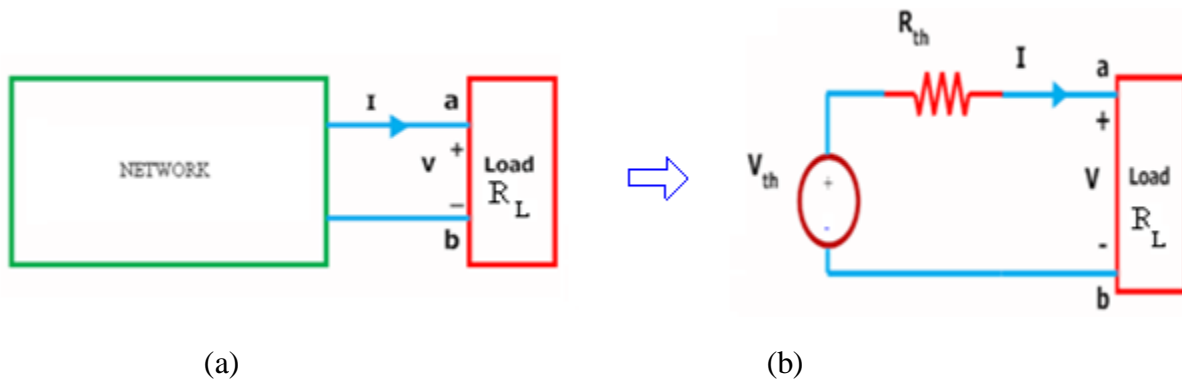 NETWORK
I
a
+
V
–
b
Load
R_L
R_th
I
a
+
V_th
+
-
V
-
b
Load
R_L
(a)
(b)